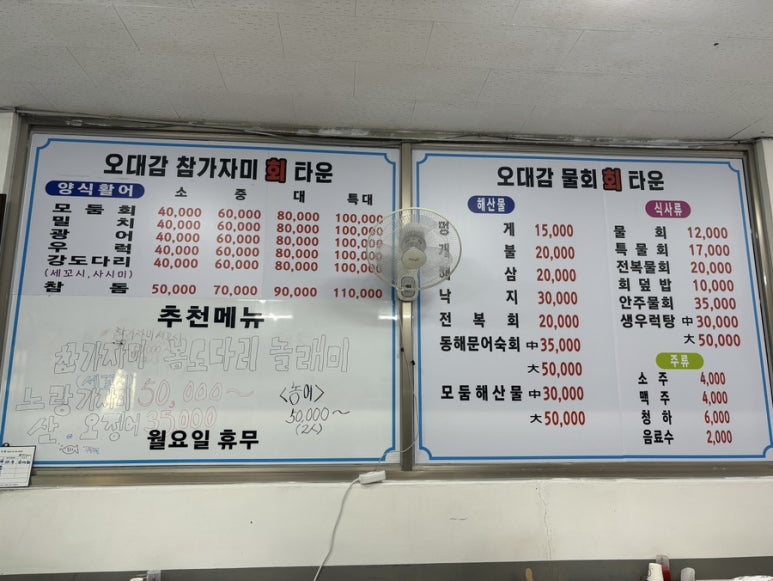 오대감 참가자미 회 타운
양식활어 소 중 대 특대
모둠회 40,000 60,000 80,000 100,000
밀치 40,000 60,000 80,000 100,000
광어 40,000 60,000 80,000 100,000
우럭 40,000 60,000 80,000 100,000
강도다리 40,000 60,000 80,000 100,000
(세꼬시,사시미)
참돔 50,000 70,000 90,000 110,000
추천메뉴
참가자미 봄도다리 놀래미
노랑가자미 50,000~
산 오징어 35000
50,000~
(2人)
월요일 휴무
오대감 물회 회 타운
해산물
멍게 15,000
불 20,000
삼 20,000
낙지 30,000
전복회 20,000
동해문어숙회 中 35,000
大 50,000
모둠해산물 中 30,000
大 50,000
식사류
물회 12,000
특물회 17,000
전복물회 20,000
회덮밥 10,000
안주물회 35,000
생우럭탕 中 30,000
大 50,000
주류
소주 4,000
맥주 4,000
청하 6,000
음료수 2,000